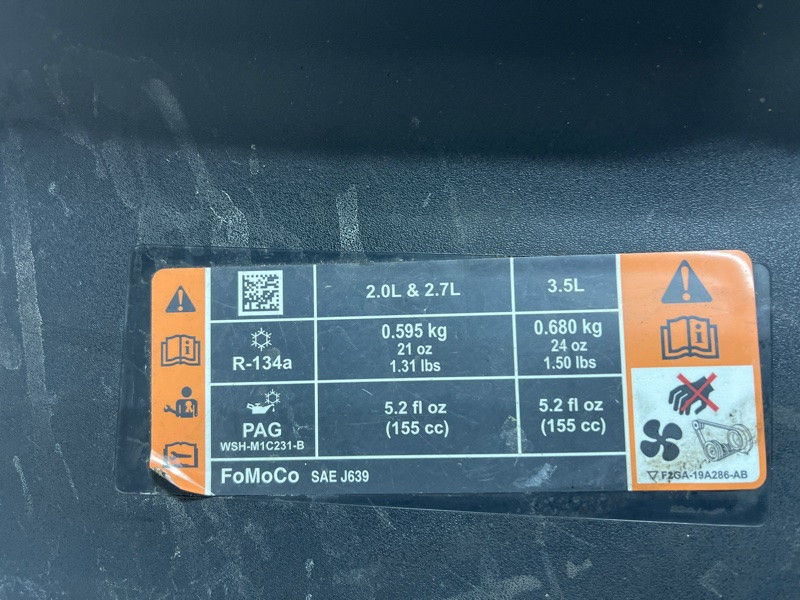 2.0L & 2.7L 3.5L
R-134a
0.595 kg
21 oz
1.31 lbs
0.680 kg
24 oz
1.50 lbs
PAG
WSH-M1C231-B
5.2 fl oz
(155 cc)
5.2 fl oz
(155 cc)
FoMoCo SAE J639
F2GA-19A286-AB